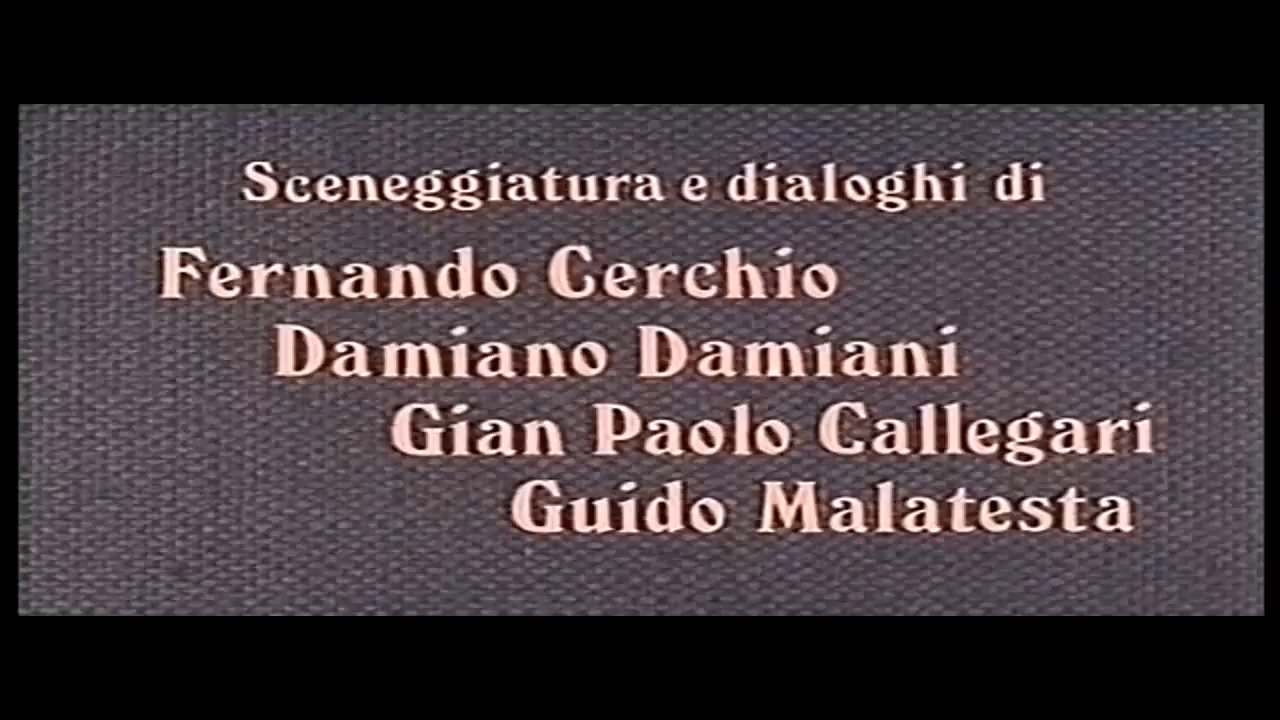 Sceneggiatura e dialoghi di
Fernando Cerchio
Damiano Damiani
Gian Paolo Callegari
Guido Malatesta